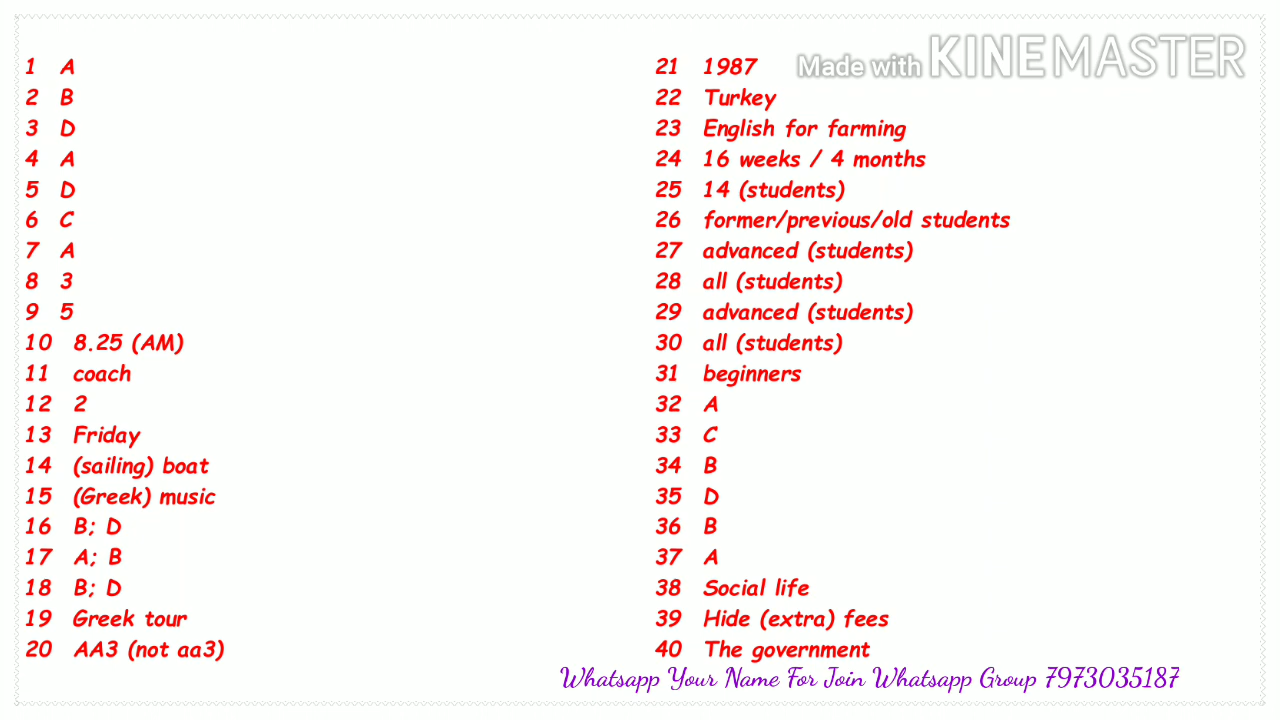 Made with KINEMASTER
1 A
2 B
3 D
4 A
5 D
6 C
7 A
8 3
9 5
10 8.25 (AM)
11 coach
12 2
13 Friday
14 (sailing) boat
15 (Greek) music
16 B; D
17 A; B
18 B; D
19 Greek tour
20 AA3 (not aa3)
21 1987
22 Turkey
23 English for farming
24 16 weeks / 4 months
25 14 (students)
26 former/previous/old students
27 advanced (students)
28 all (students)
29 advanced (students)
30 all (students)
31 beginners
32 A
33 C
34 B
35 D
36 B
37 A
38 Social life
39 Hide (extra) fees
40 The government
Whatsapp Your Name For Join Whatsapp Group 7973035187